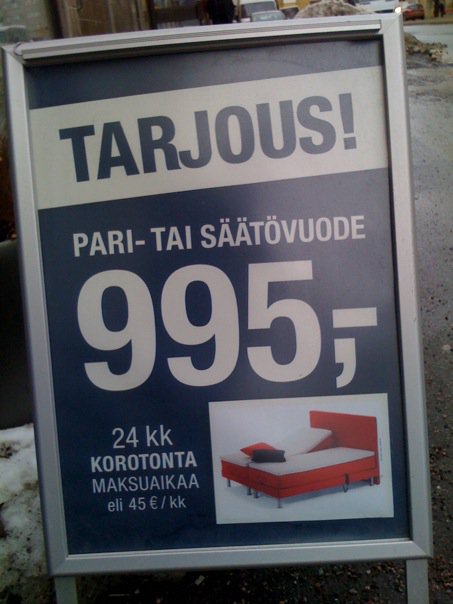 TARJOUS!
PARI- TAI SÄÄTÖVUODE
995,-
24 kk
KOROTONTA
MAKSUAIKAA
eli 45 € / kk